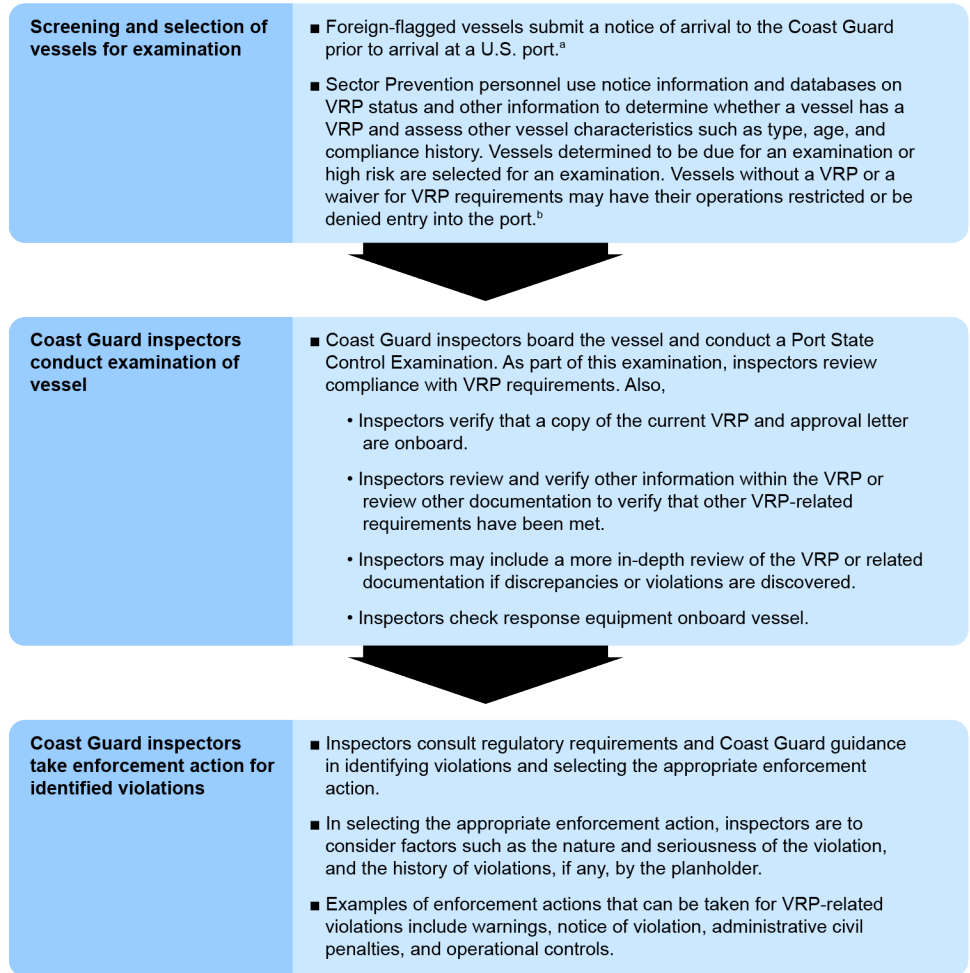 Screening and selection of
vessels for examination
■ Foreign-flagged vessels submit a notice of arrival to the Coast Guard
prior to arrival at a U.S. port.ᵃ
■ Sector Prevention personnel use notice information and databases on
VRP status and other information to determine whether a vessel has a
VRP and assess other vessel characteristics such as type, age, and
compliance history. Vessels determined to be due for an examination or
high risk are selected for an examination. Vessels without a VRP or a
waiver for VRP requirements may have their operations restricted or be
denied entry into the port.ᵇ
Coast Guard inspectors
conduct examination of
vessel
■ Coast Guard inspectors board the vessel and conduct a Port State
Control Examination. As part of this examination, inspectors review
compliance with VRP requirements. Also,
• Inspectors verify that a copy of the current VRP and approval letter
are onboard.
• Inspectors review and verify other information within the VRP or
review other documentation to verify that other VRP-related
requirements have been met.
• Inspectors may include a more in-depth review of the VRP or related
documentation if discrepancies or violations are discovered.
• Inspectors check response equipment onboard vessel.
Coast Guard inspectors
take enforcement action for
identified violations
■ Inspectors consult regulatory requirements and Coast Guard guidance
in identifying violations and selecting the appropriate enforcement
action.
■ In selecting the appropriate enforcement action, inspectors are to
consider factors such as the nature and seriousness of the violation,
and the history of violations, if any, by the planholder.
■ Examples of enforcement actions that can be taken for VRP-related
violations include warnings, notice of violation, administrative civil
penalties, and operational controls.